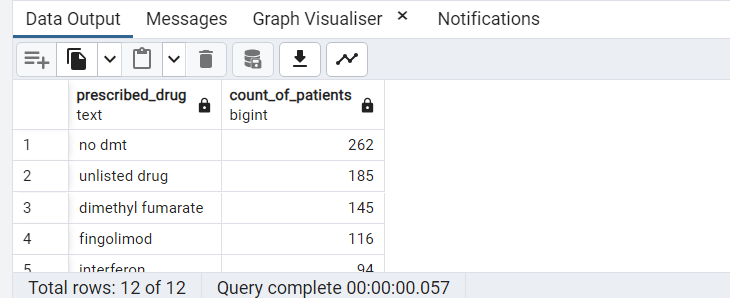 Data Output Messages Graph Visualiser × Notifications
prescribed_drug count_of_patients
text bigint
1 no dmt 262
2 unlisted drug 185
3 dimethyl fumarate 145
4 fingolimod 116
5 interferon 94
Total rows: 12 of 12 Query complete 00:00:00.057